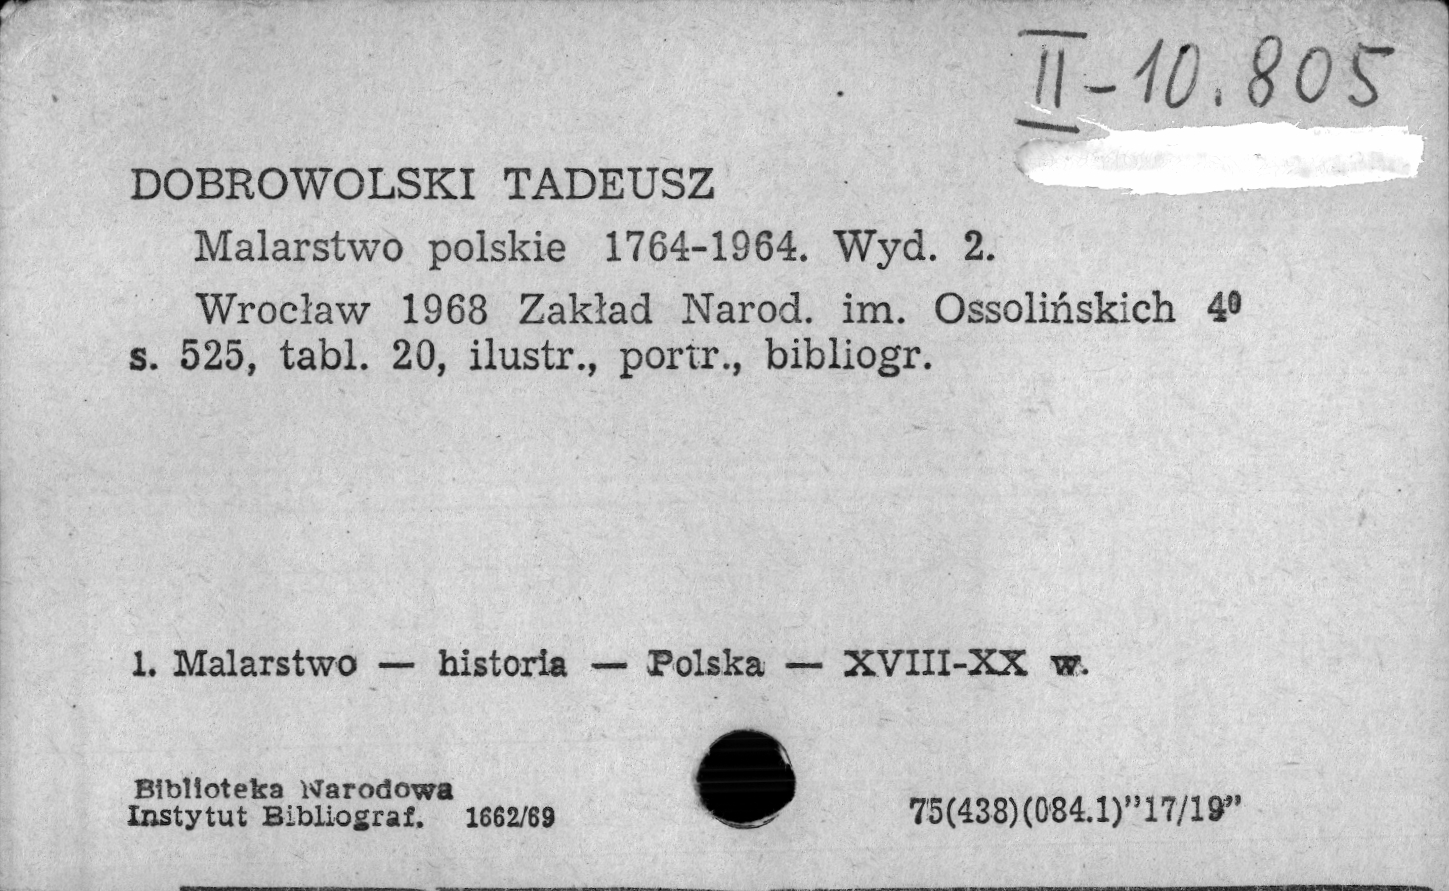 II-10.805
DOBROWOLSKI TADEUSZ
Malarstwo polskie 1764-1964. Wyd. 2.
Wrocław 1968 Zakład Narod. im. Ossolińskich 4⁰
s. 525, tabl. 20, ilustr., portr., bibliogr.
1. Malarstwo — historia — Polska — XVIII-XX w.
Biblioteka Narodowa
Instytut Bibliograf. 1662/69
75(438)(084.1)”17/19”